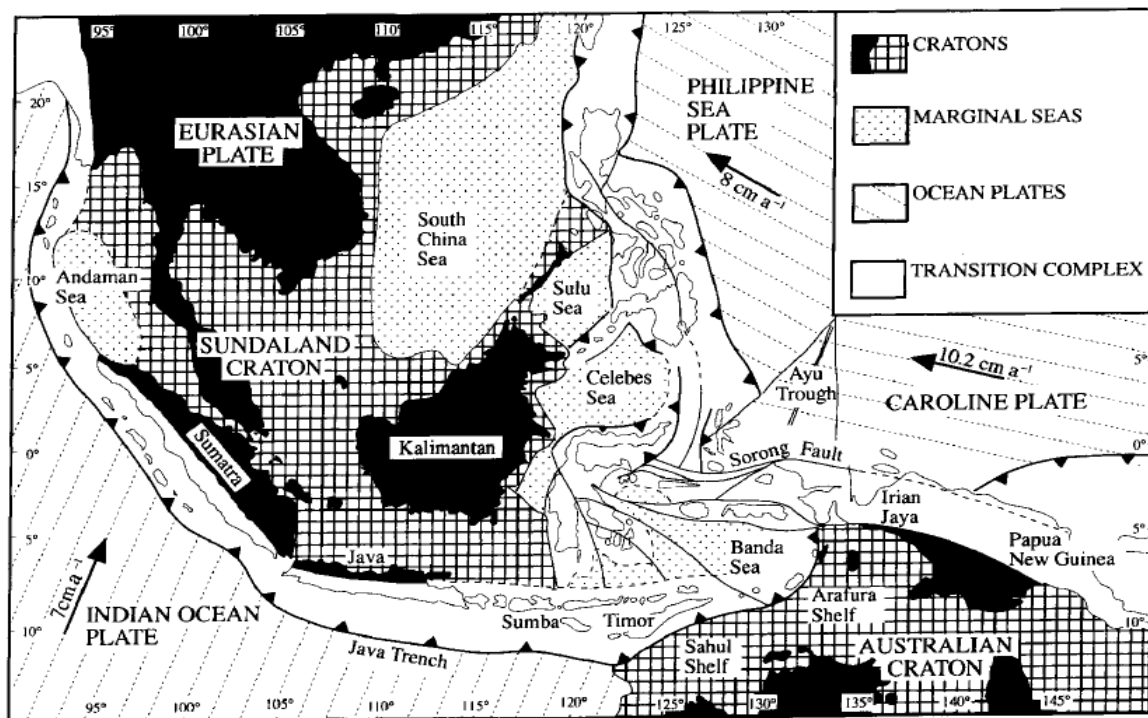 95° 100° 105° 110° 115° 120° 125° 130°
CRATONS
MARGINAL SEAS
OCEAN PLATES
TRANSITION COMPLEX
20°
15°
10°
5°
0°
5°
10°
EURASIAN
PLATE
PHILIPPINE
SEA
PLATE
8 cm a⁻¹
South
China
Sea
Andaman
Sea
Sulu
Sea
SUNDALAND
CRATON
Celebes
Sea
Ayu
Trough
10.2 cm a⁻¹
CAROLINE PLATE
5°
0°
5°
10°
Sumatra
Kalimantan
Sorong Fault
Irian
Jaya
Papua
New Guinea
Java
Banda
Sea
7cm a⁻¹
INDIAN OCEAN
PLATE
Sumba
Timor
Arafura
Shelf
Java Trench
Sahul
Shelf
AUSTRALIAN
CRATON
95° 100° 105° 110° 115° 120° 125° 130° 135° 140° 145°